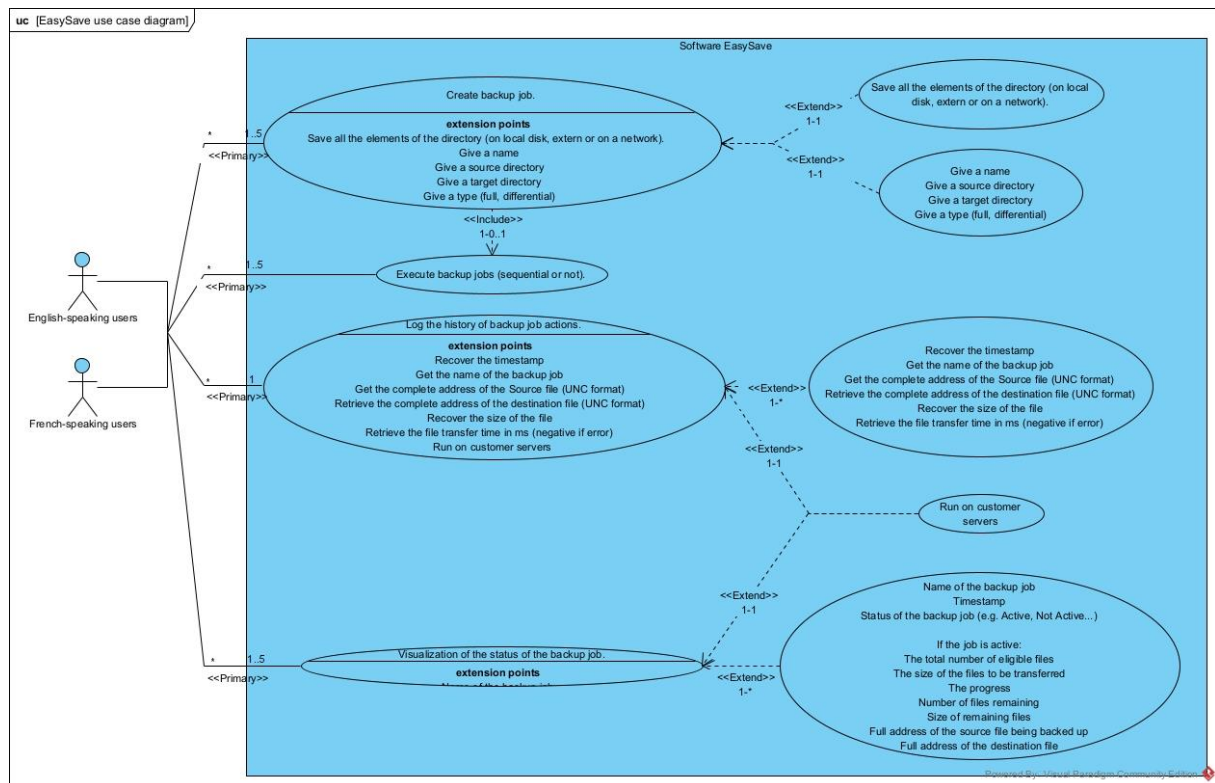 uc [EasySave use case diagram]
Software EasySave
Create backup job.
extension points
Save all the elements of the directory (on local disk, extern or on a network).
Give a name
Give a source directory
Give a target directory
Give a type (full, differential)
<<Extend>>
1-1
Save all the elements of the directory (on local
disk, extern or on a network).
<<Extend>>
1-1
Give a name
Give a source directory
Give a target directory
Give a type (full, differential)
*
1..5
<<Primary>>
<<Include>>
1-0..1
*
1..5
<<Primary>>
Execute backup jobs (sequential or not).
English-speaking users
French-speaking users
*
1
<<Primary>>
Log the history of backup job actions.
extension points
Recover the timestamp
Get the name of the backup job
Get the complete address of the Source file (UNC format)
Retrieve the complete address of the destination file (UNC format)
Recover the size of the file
Retrieve the file transfer time in ms (negative if error)
Run on customer servers
<<Extend>>
1-*
Recover the timestamp
Get the name of the backup job
Get the complete address of the Source file (UNC format)
Retrieve the complete address of the destination file (UNC format)
Recover the size of the file
Retrieve the file transfer time in ms (negative if error)
<<Extend>>
1-1
Run on customer
servers
<<Extend>>
1-1
*
1..5
<<Primary>>
Visualization of the status of the backup job.
extension points
<<Extend>>
1-*
Name of the backup job
Timestamp
Status of the backup job (e.g. Active, Not Active...)
If the job is active:
The total number of eligible files
The size of the files to be transferred
The progress
Number of files remaining
Size of remaining files
Full address of the source file being backed up
Full address of the destination file
Powered By Visual Paradigm Community Edition